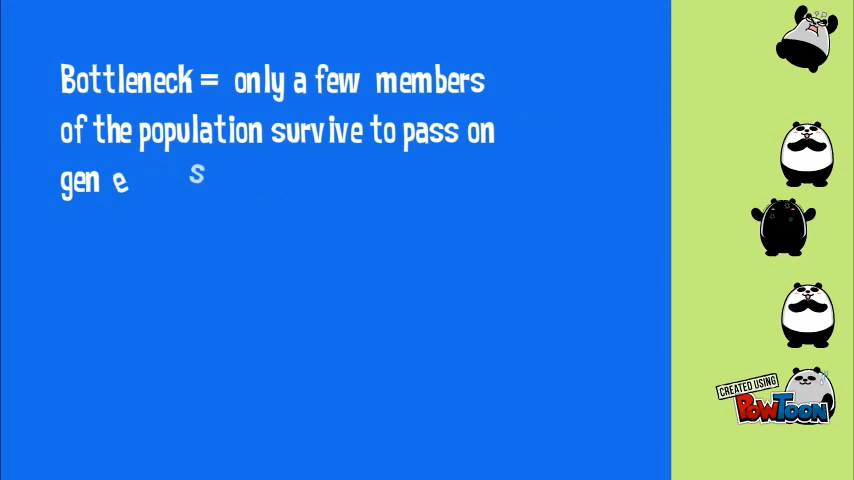 Bottleneck = only a few members
of the population survive to pass on
gen e s
CREATED USING
POWTOON